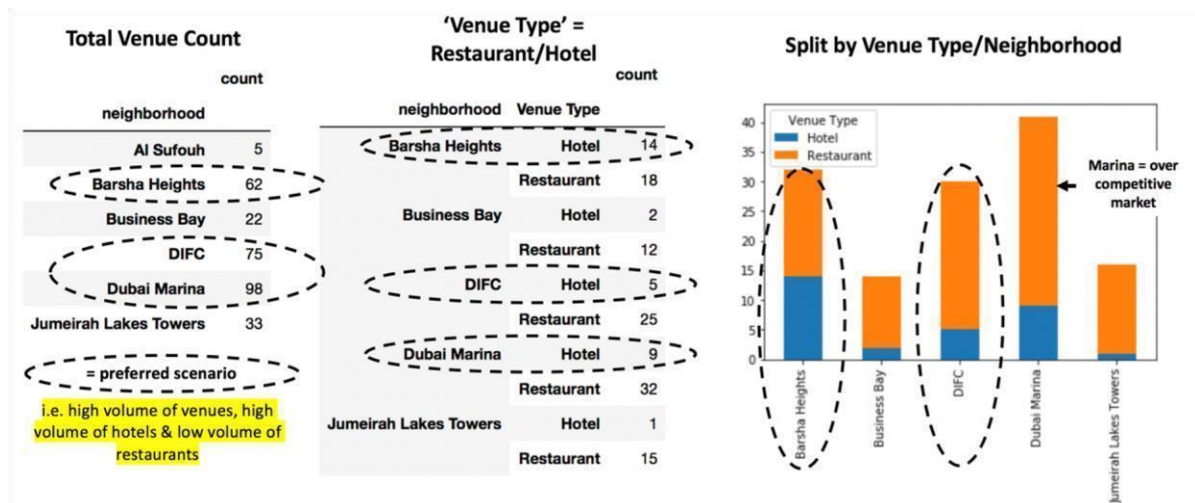 Total Venue Count
count
neighborhood
Al Sufouh 5
Barsha Heights 62
Business Bay 22
DIFC 75
Dubai Marina 98
Jumeirah Lakes Towers 33
= preferred scenario
i.e. high volume of venues, high
volume of hotels & low volume of
restaurants
‘Venue Type’ =
Restaurant/Hotel
count
neighborhood Venue Type
Barsha Heights Hotel 14
Restaurant 18
Business Bay Hotel 2
Restaurant 12
DIFC Hotel 5
Restaurant 25
Dubai Marina Hotel 9
Restaurant 32
Jumeirah Lakes Towers Hotel 1
Restaurant 15
Split by Venue Type/Neighborhood
Venue Type
Hotel
Restaurant
40
35
30
25
20
15
10
5
0
Marina = over
competitive
market
Barsha Heights
Business Bay
DIFC
Dubai Marina
Jumeirah Lakes Towers